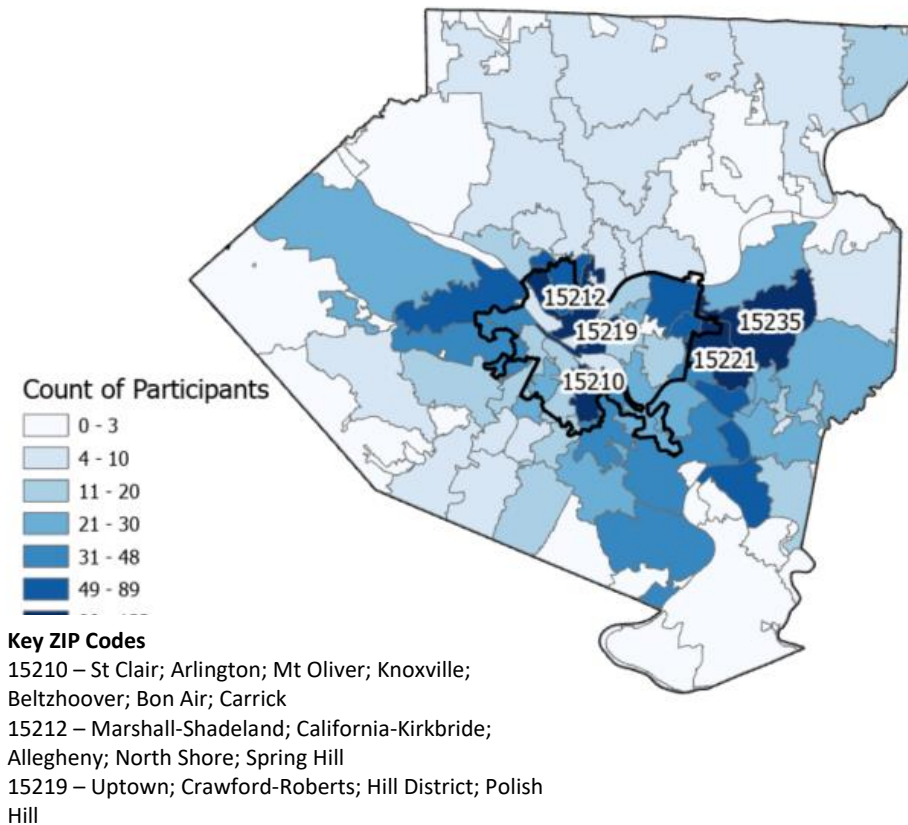 15212
15235
15219
15221
15210
Count of Participants
0 - 3
4 - 10
11 - 20
21 - 30
31 - 48
49 - 89
Key ZIP Codes
15210 – St Clair; Arlington; Mt Oliver; Knoxville;
Beltzhoover; Bon Air; Carrick
15212 – Marshall-Shadeland; California-Kirkbride;
Allegheny; North Shore; Spring Hill
15219 – Uptown; Crawford-Roberts; Hill District; Polish
Hill